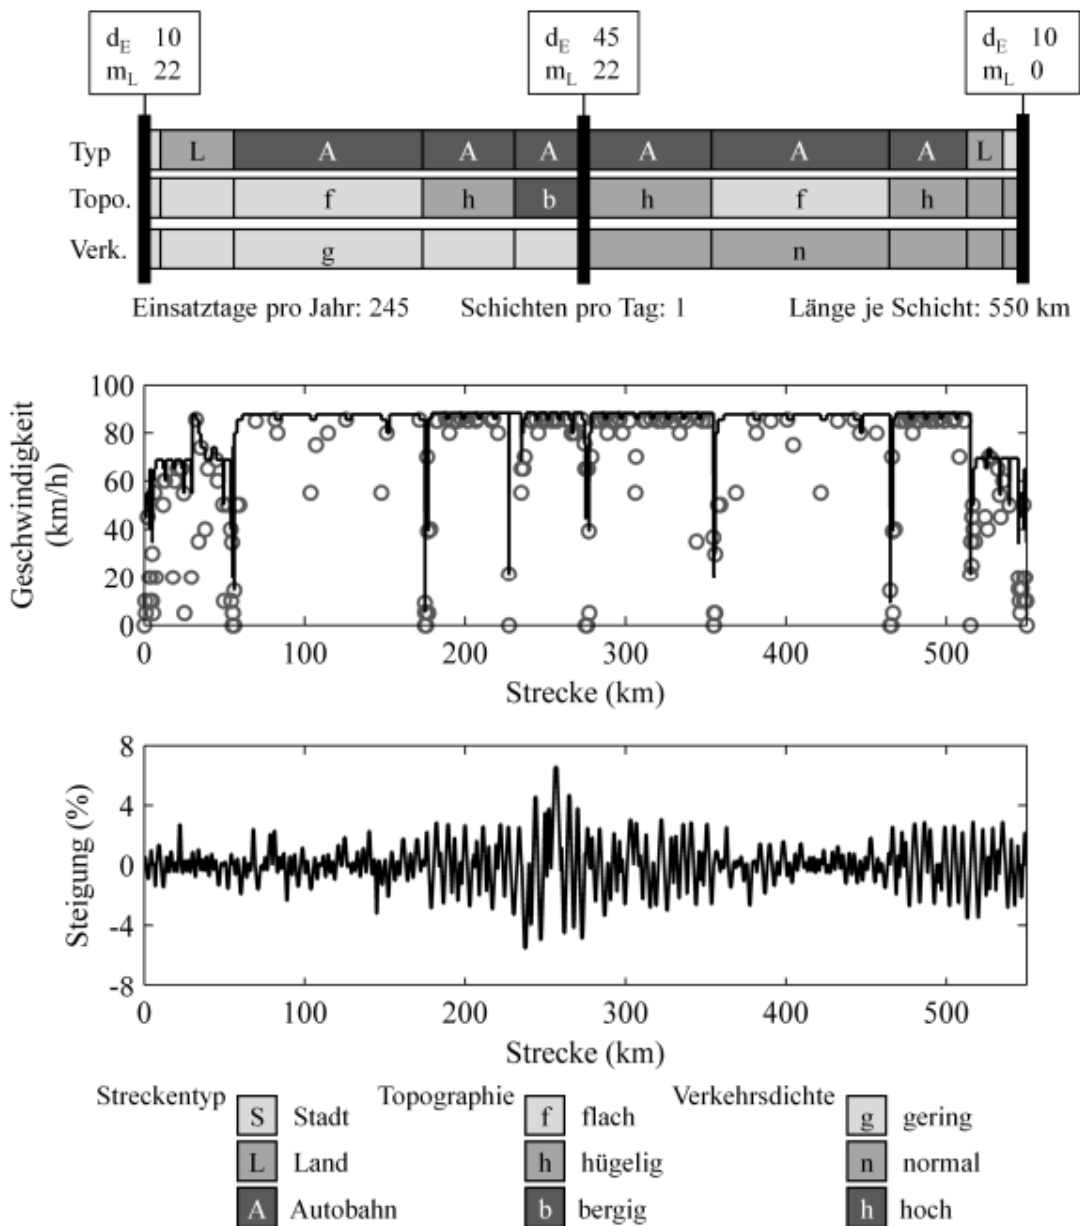 d_E 10
m_L 22
d_E 45
m_L 22
d_E 10
m_L 0
Typ L A A A A A A L
Topo. f h b h f h
Verk. g n
Einsatztage pro Jahr: 245 Schichten pro Tag: 1 Länge je Schicht: 550 km
Geschwindigkeit
(km/h)
100
80
60
40
20
0
0 100 200 300 400 500
Strecke (km)
Steigung (%)
8
4
0
-4
-8
0 100 200 300 400 500
Strecke (km)
Streckentyp Topographie Verkehrsdichte
S Stadt f flach g gering
L Land h hügelig n normal
A Autobahn b bergig h hoch